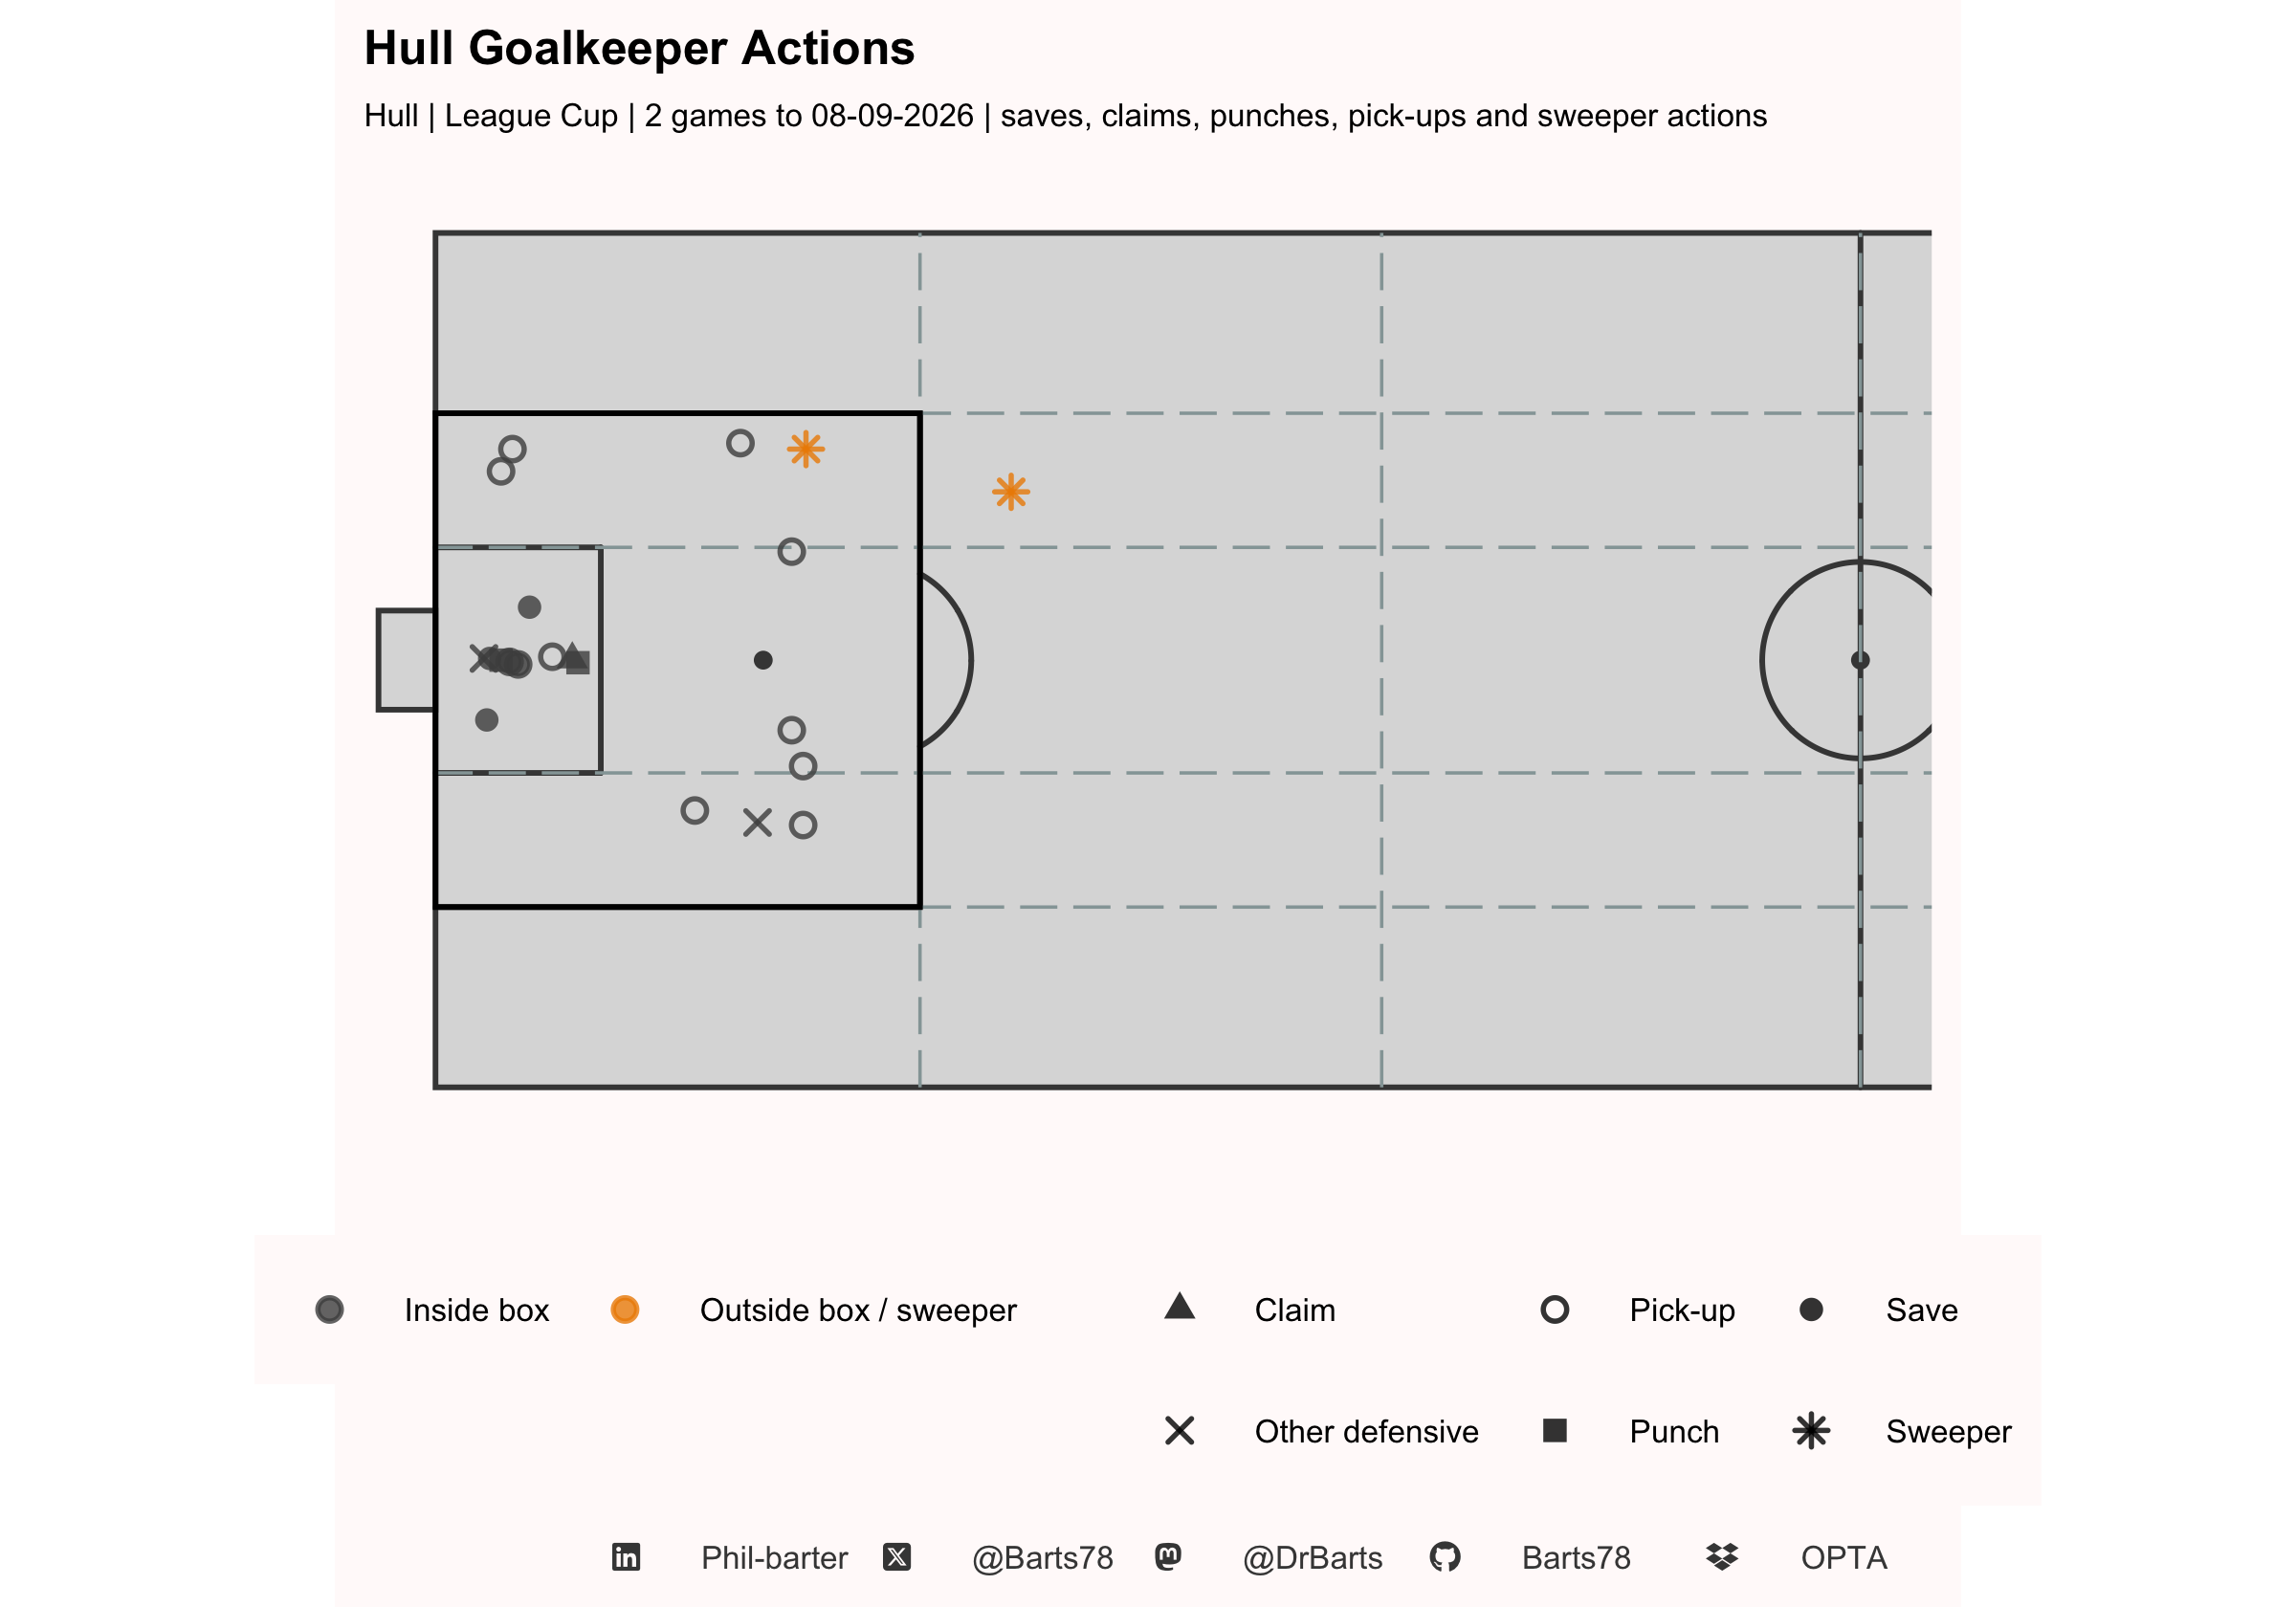 Hull Goalkeeper Actions
Hull | League Cup | 2 games to 08-09-2026 | saves, claims, punches, pick-ups and sweeper actions
Inside box Outside box / sweeper Claim Pick-up Save
Other defensive Punch Sweeper
Phil-barter @Barts78 @DrBarts Barts78 OPTA